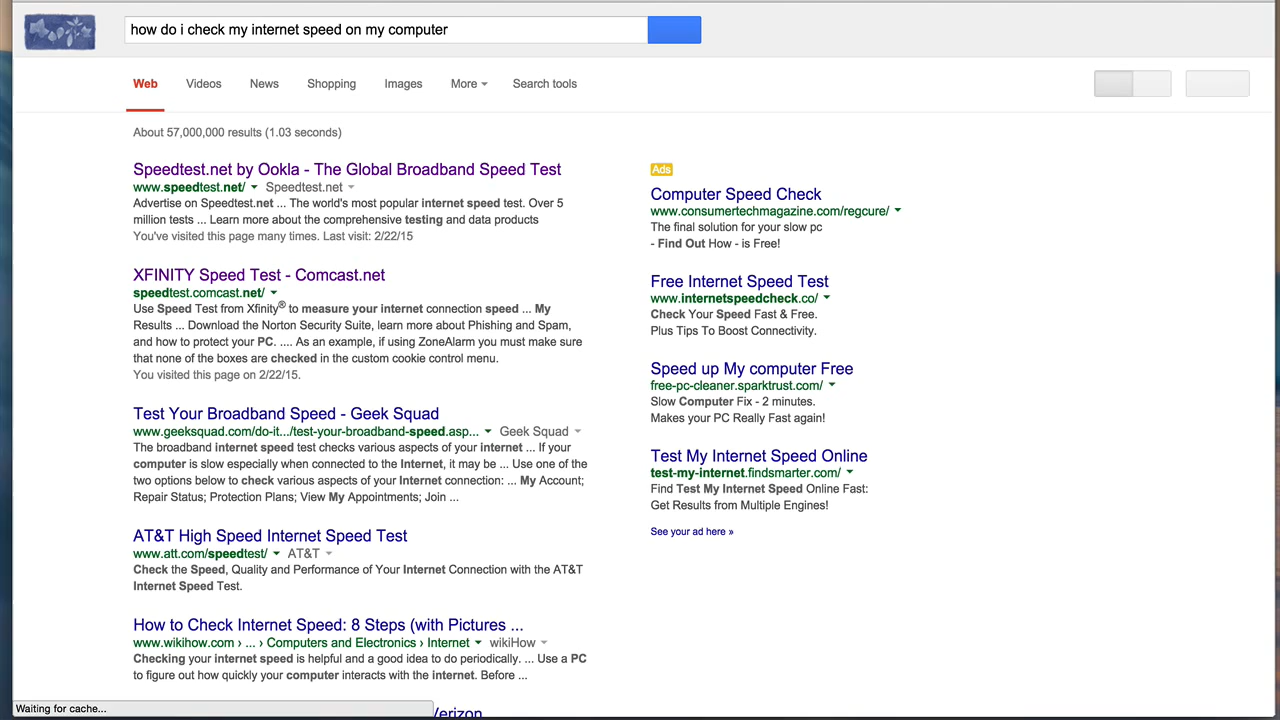 how do i check my internet speed on my computer
Web Videos News Shopping Images More Search tools
About 57,000,000 results (1.03 seconds)
Speedtest.net by Ookla - The Global Broadband Speed Test
www.speedtest.net/ Speedtest.net
Advertise on Speedtest.net ... The world's most popular internet speed test. Over 5
million tests ... Learn more about the comprehensive testing and data products
You've visited this page many times. Last visit: 2/22/15
XFINITY Speed Test - Comcast.net
speedtest.comcast.net/
Use Speed Test from Xfinity® to measure your internet connection speed ... My
Results ... Download the Norton Security Suite, learn more about Phishing and Spam,
and how to protect your PC. .... As an example, if using ZoneAlarm you must make sure
that none of the boxes are checked in the custom cookie control menu.
You visited this page on 2/22/15.
Test Your Broadband Speed - Geek Squad
www.geeksquad.com/do-it.../test-your-broadband-speed.asp... Geek Squad
The broadband internet speed test checks various aspects of your internet ... If your
computer is slow especially when connected to the Internet, it may be ... Use one of the
two options below to check various aspects of your Internet connection: ... My Account;
Repair Status; Protection Plans; View My Appointments; Join ...
AT&T High Speed Internet Speed Test
www.att.com/speedtest/ AT&T
Check the Speed, Quality and Performance of Your Internet Connection with the AT&T
Internet Speed Test.
How to Check Internet Speed: 8 Steps (with Pictures ...
www.wikihow.com › ... › Computers and Electronics › Internet wikiHow
Checking your internet speed is helpful and a good idea to do periodically. ... Use a PC
to figure out how quickly your computer interacts with the internet. Before ...
Verizon
Waiting for cache...
Ads
Computer Speed Check
www.consumertechmagazine.com/regcure/
The final solution for your slow pc
- Find Out How - is Free!
Free Internet Speed Test
www.internetspeedcheck.co/
Check Your Speed Fast & Free.
Plus Tips To Boost Connectivity.
Speed up My computer Free
free-pc-cleaner.sparktrust.com/
Slow Computer Fix - 2 minutes.
Makes your PC Really Fast again!
Test My Internet Speed Online
test-my-internet.findsmarter.com/
Find Test My Internet Speed Online Fast:
Get Results from Multiple Engines!
See your ad here »